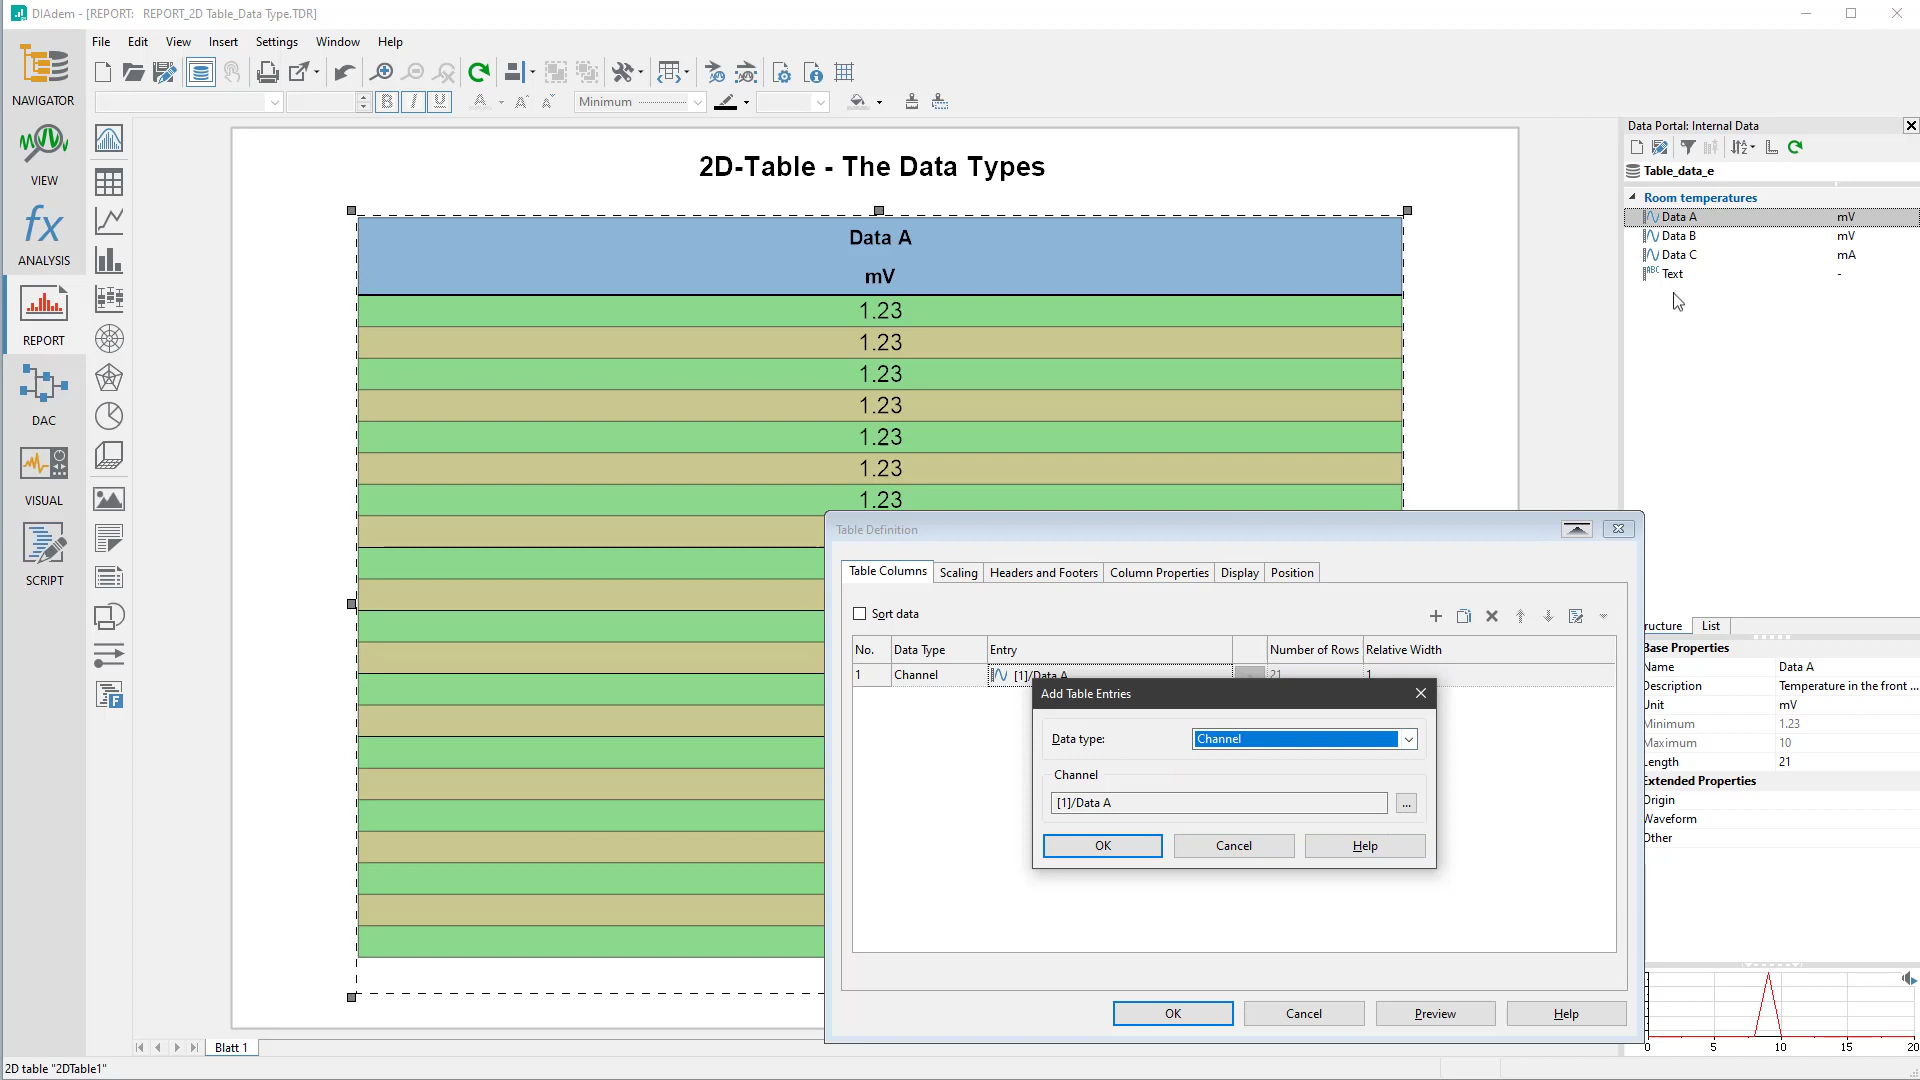 DIAdem - [REPORT:   REPORT_2D Table_Data Type.TDR]
File Edit View Insert Settings Window Help
NAVIGATOR
VIEW
ANALYSIS
REPORT
DAC
VISUAL
SCRIPT
B I U A A A Minimum
2D-Table - The Data Types
Data A
mV
1.23
1.23
1.23
1.23
1.23
1.23
1.23
Data Portal: Internal Data
Table_data_e
Room temperatures
Data A mV
Data B mV
Data C mA
Text -
Table Definition
Table Columns Scaling Headers and Footers Column Properties Display Position
Sort data
No. Data Type Entry Number of Rows Relative Width
1 Channel [1]/Data A 21 1
Add Table Entries
Data type: Channel
Channel
[1]/Data A ...
OK Cancel Help
OK Cancel Preview Help
ructure List
Base Properties
Name Data A
Description Temperature in the front ...
Unit mV
Minimum 1.23
Maximum 10
Length 21
Extended Properties
Origin
Waveform
Other
0 5 10 15 20
Blatt 1
2D table "2DTable1"